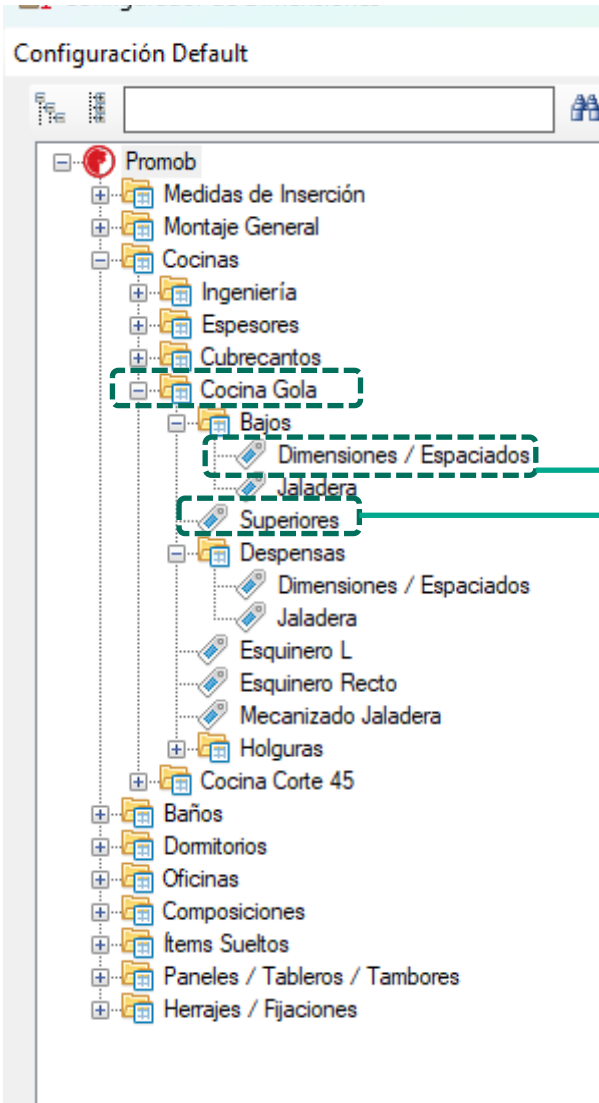 Configuración Default
Promob
Medidas de Inserción
Montaje General
Cocinas
Ingeniería
Espesores
Cubrecantos
Cocina Gola
Bajos
Dimensiones / Espaciados
Jaladera
Superiores
Despensas
Dimensiones / Espaciados
Jaladera
Esquinero L
Esquinero Recto
Mecanizado Jaladera
Holguras
Cocina Corte 45
Baños
Dormitorios
Oficinas
Composiciones
Ítems Sueltos
Paneles / Tableros / Tambores
Herrajes / Fijaciones